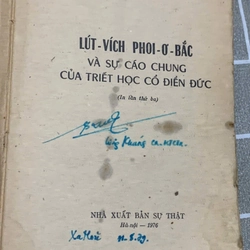 LÚT-VÍCH PHOI-Ơ-BẮC
VÀ SỰ CÁO CHUNG
CỦA TRIẾT HỌC CỔ ĐIỂN ĐỨC
(In lần thứ ba)
NHÀ XUẤT BẢN SỰ THẬT
Hà-nội — 1976